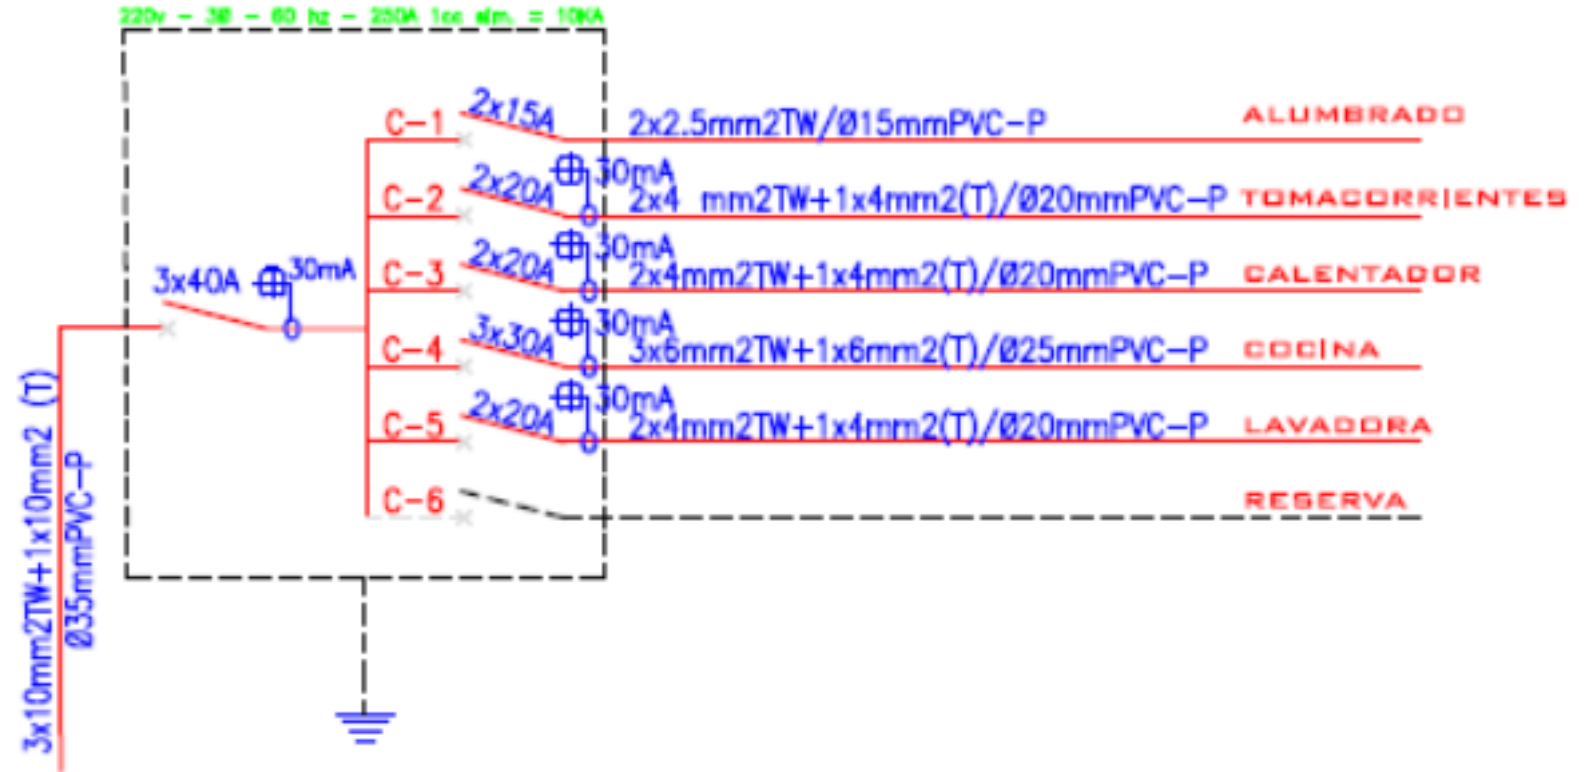 220v - 3Ø - 60 hz - 250A 1cc sim. = 10KA
C-1 2x15A 2x2.5mm2TW/Ø15mmPVC-P ALUMBRADO
30mA
C-2 2x20A 2x4 mm2TW+1x4mm2(T)/Ø20mmPVC-P TOMACORRIENTES
30mA
C-3 2x20A 2x4mm2TW+1x4mm2(T)/Ø20mmPVC-P CALENTADOR
3x40A 30mA
30mA
C-4 3x30A 3x6mm2TW+1x6mm2(T)/Ø25mmPVC-P COCINA
30mA
C-5 2x20A 2x4mm2TW+1x4mm2(T)/Ø20mmPVC-P LAVADORA
C-6 RESERVA
3x10mm2TW+1x10mm2 (T)
Ø35mmPVC-P